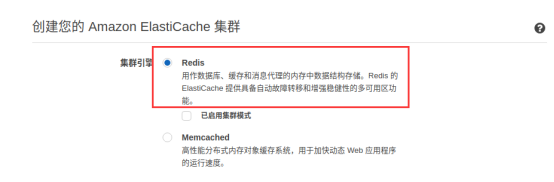 创建您的 Amazon ElastiCache 集群
集群引擎
Redis
用作数据库、缓存和消息代理的内存中数据结构存储。Redis 的
ElastiCache 提供具备自动故障转移和增强稳健性的多可用区功
能。
已启用集群模式
Memcached
高性能分布式内存对象缓存系统，用于加快动态 Web 应用程序
的运行速度。